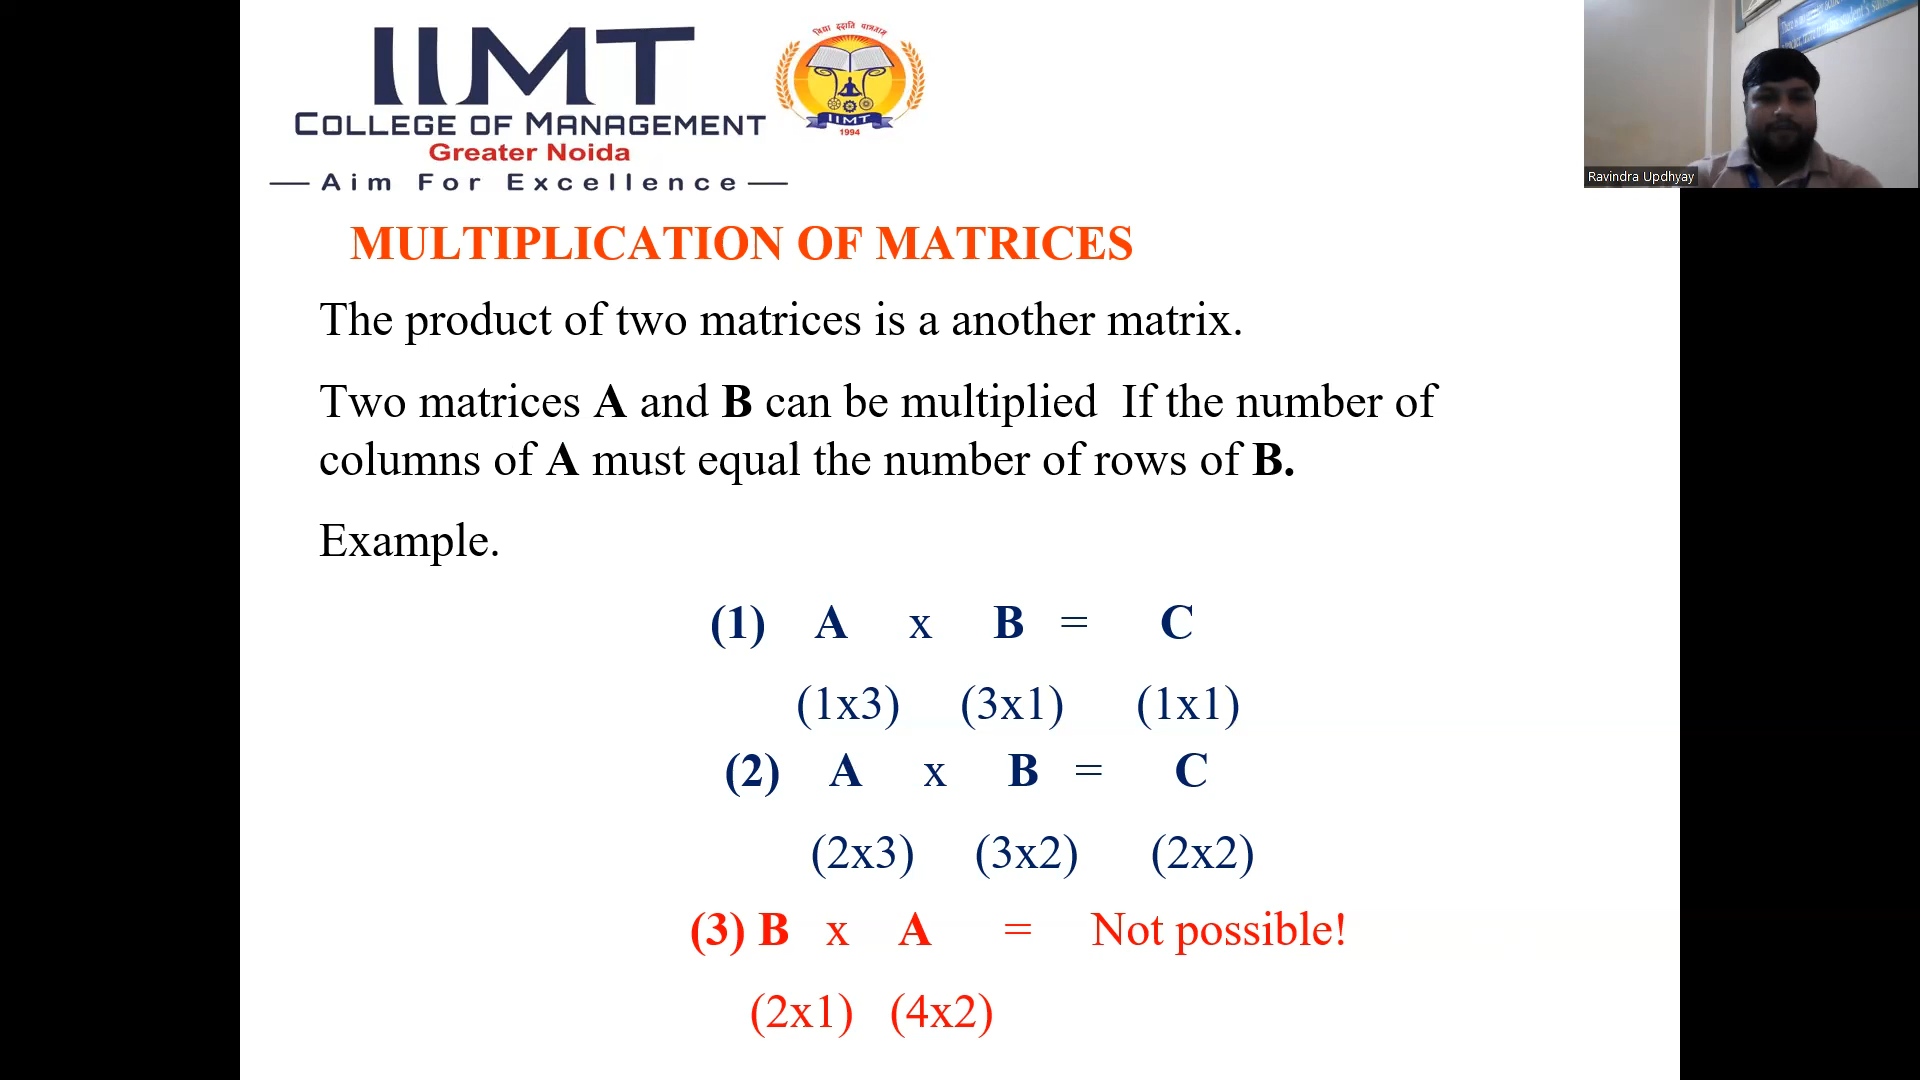 IIMT
COLLEGE OF MANAGEMENT
Greater Noida
Aim For Excellence
विद्या ददाति पात्रताम्
IIMT
1994
Ravindra Updhyay
MULTIPLICATION OF MATRICES
The product of two matrices is a another matrix.
Two matrices A and B can be multiplied If the number of
columns of A must equal the number of rows of B.
Example.
(1) A x B = C
(1x3) (3x1) (1x1)
(2) A x B = C
(2x3) (3x2) (2x2)
(3) B x A = Not possible!
(2x1) (4x2)